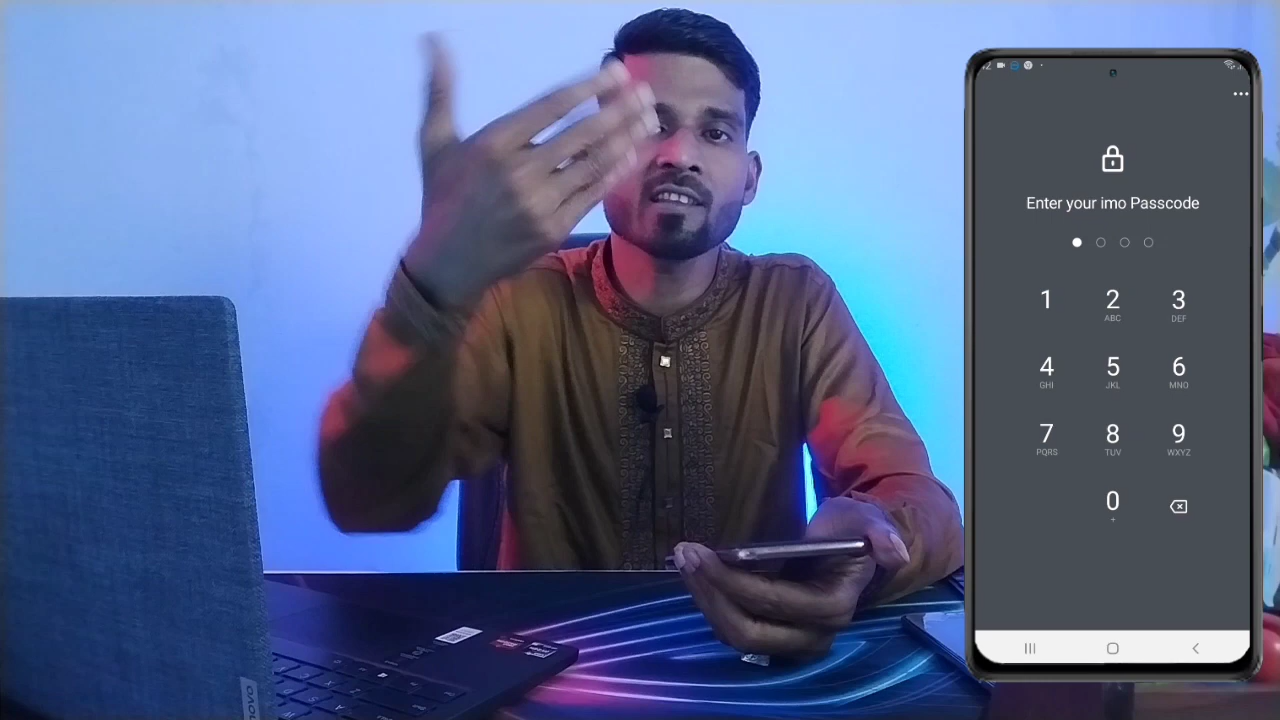 Enter your imo Passcode
1
2
3
ABC
DEF
4
5
6
GHI
JKL
MNO
7
8
9
PQRS
TUV
WXYZ
0
+